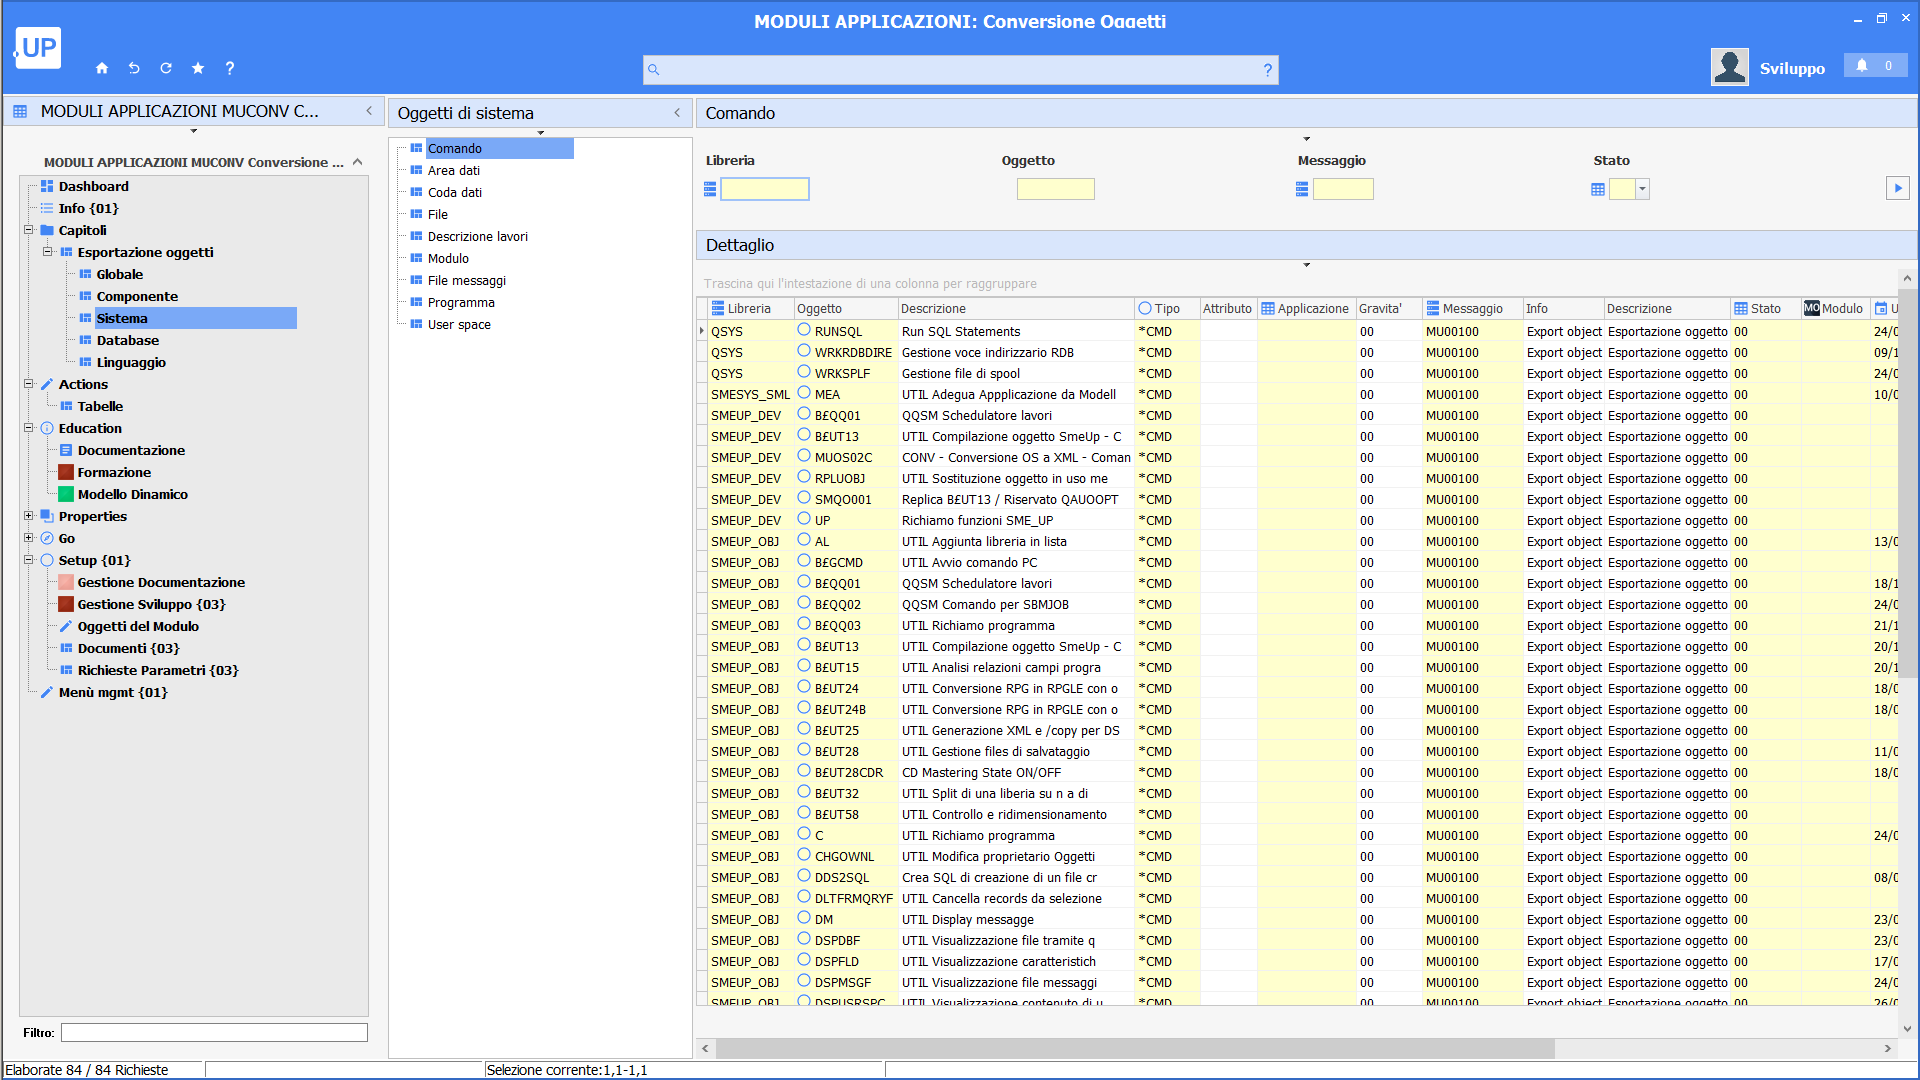 MODULI APPLICAZIONI: Conversione Oggetti
UP
?
?
Sviluppo
0
MODULI APPLICAZIONI MUCONV C...
MODULI APPLICAZIONI MUCONV Conversione ...
Dashboard
Info {01}
Capitoli
Esportazione oggetti
Globale
Componente
Sistema
Database
Linguaggio
Actions
Tabelle
Education
Documentazione
Formazione
Modello Dinamico
Properties
Go
Setup {01}
Gestione Documentazione
Gestione Sviluppo {03}
Oggetti del Modulo
Documenti {03}
Richieste Parametri {03}
Menù mgmt {01}
Filtro:
Oggetti di sistema
Comando
Area dati
Coda dati
File
Descrizione lavori
Modulo
File messaggi
Programma
User space
Comando
Libreria Oggetto Messaggio Stato
Dettaglio
Trascina qui l'intestazione di una colonna per raggruppare
Libreria Oggetto Descrizione Tipo Attributo Applicazione Gravita' Messaggio Info Descrizione Stato MO Modulo U
QSYS RUNSQL Run SQL Statements *CMD 00 MU00100 Export object Esportazione oggetto 00 24/0
QSYS WRKRDBDIRE Gestione voce indirizzario RDB *CMD 00 MU00100 Export object Esportazione oggetto 00 09/1
QSYS WRKSPLF Gestione file di spool *CMD 00 MU00100 Export object Esportazione oggetto 00 24/0
SMESYS_SML MEA UTIL Adegua Appplicazione da Modell *CMD 00 MU00100 Export object Esportazione oggetto 00 10/0
SMEUP_DEV B£QQ01 QQSM Schedulatore lavori *CMD 00 MU00100 Export object Esportazione oggetto 00
SMEUP_DEV B£UT13 UTIL Compilazione oggetto SmeUp - C *CMD 00 MU00100 Export object Esportazione oggetto 00
SMEUP_DEV MUOS02C CONV - Conversione OS a XML - Coman *CMD 00 MU00100 Export object Esportazione oggetto 00
SMEUP_DEV RPLUOBJ UTIL Sostituzione oggetto in uso me *CMD 00 MU00100 Export object Esportazione oggetto 00
SMEUP_DEV SMQO001 Replica B£UT13 / Riservato QAUOOPT *CMD 00 MU00100 Export object Esportazione oggetto 00
SMEUP_DEV UP Richiamo funzioni SME_UP *CMD 00 MU00100 Export object Esportazione oggetto 00
SMEUP_OBJ AL UTIL Aggiunta libreria in lista *CMD 00 MU00100 Export object Esportazione oggetto 00 13/0
SMEUP_OBJ B£GCMD UTIL Avvio comando PC *CMD 00 MU00100 Export object Esportazione oggetto 00
SMEUP_OBJ B£QQ01 QQSM Schedulatore lavori *CMD 00 MU00100 Export object Esportazione oggetto 00 18/1
SMEUP_OBJ B£QQ02 QQSM Comando per SBMJOB *CMD 00 MU00100 Export object Esportazione oggetto 00 24/0
SMEUP_OBJ B£QQ03 UTIL Richiamo programma *CMD 00 MU00100 Export object Esportazione oggetto 00 21/1
SMEUP_OBJ B£UT13 UTIL Compilazione oggetto SmeUp - C *CMD 00 MU00100 Export object Esportazione oggetto 00 20/1
SMEUP_OBJ B£UT15 UTIL Analisi relazioni campi progra *CMD 00 MU00100 Export object Esportazione oggetto 00 20/1
SMEUP_OBJ B£UT24 UTIL Conversione RPG in RPGLE con o *CMD 00 MU00100 Export object Esportazione oggetto 00 18/0
SMEUP_OBJ B£UT24B UTIL Conversione RPG in RPGLE con o *CMD 00 MU00100 Export object Esportazione oggetto 00 18/0
SMEUP_OBJ B£UT25 UTIL Generazione XML e /copy per DS *CMD 00 MU00100 Export object Esportazione oggetto 00
SMEUP_OBJ B£UT28 UTIL Gestione files di salvataggio *CMD 00 MU00100 Export object Esportazione oggetto 00 11/0
SMEUP_OBJ B£UT28CDR CD Mastering State ON/OFF *CMD 00 MU00100 Export object Esportazione oggetto 00 18/0
SMEUP_OBJ B£UT32 UTIL Split di una liberia su n a di *CMD 00 MU00100 Export object Esportazione oggetto 00
SMEUP_OBJ B£UT58 UTIL Controllo e ridimensionamento *CMD 00 MU00100 Export object Esportazione oggetto 00
SMEUP_OBJ C UTIL Richiamo programma *CMD 00 MU00100 Export object Esportazione oggetto 00 24/0
SMEUP_OBJ CHGOWNL UTIL Modifica proprietario Oggetti *CMD 00 MU00100 Export object Esportazione oggetto 00
SMEUP_OBJ DDS2SQL Crea SQL di creazione di un file cr *CMD 00 MU00100 Export object Esportazione oggetto 00 08/0
SMEUP_OBJ DLTFRMQRYF UTIL Cancella records da selezione *CMD 00 MU00100 Export object Esportazione oggetto 00
SMEUP_OBJ DM UTIL Display messagge *CMD 00 MU00100 Export object Esportazione oggetto 00 23/0
SMEUP_OBJ DSPDBF UTIL Visualizzazione file tramite q *CMD 00 MU00100 Export object Esportazione oggetto 00 23/0
SMEUP_OBJ DSPFLD UTIL Visualizzazione caratteristich *CMD 00 MU00100 Export object Esportazione oggetto 00 17/0
SMEUP_OBJ DSPMSGF UTIL Visualizzazione file messaggi *CMD 00 MU00100 Export object Esportazione oggetto 00 24/0
SMEUP_OBJ DSPUSRSPC UTIL Visualizzazione contenuto di u *CMD 00 MU00100 Export object Esportazione oggetto 00 26/0
Elaborate 84 / 84 Richieste
Selezione corrente:1,1-1,1